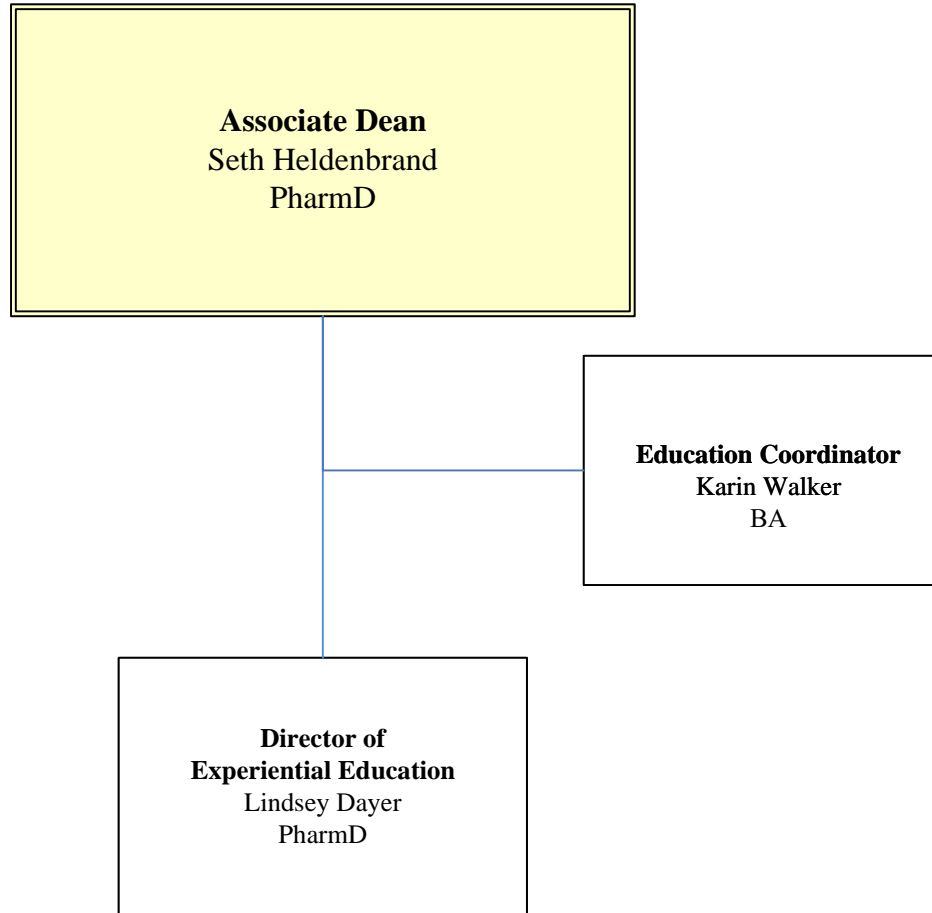 Associate Dean
Seth Heldenbrand
PharmD
Education Coordinator
Karin Walker
BA
Director of
Experiential Education
Lindsey Dayer
PharmD